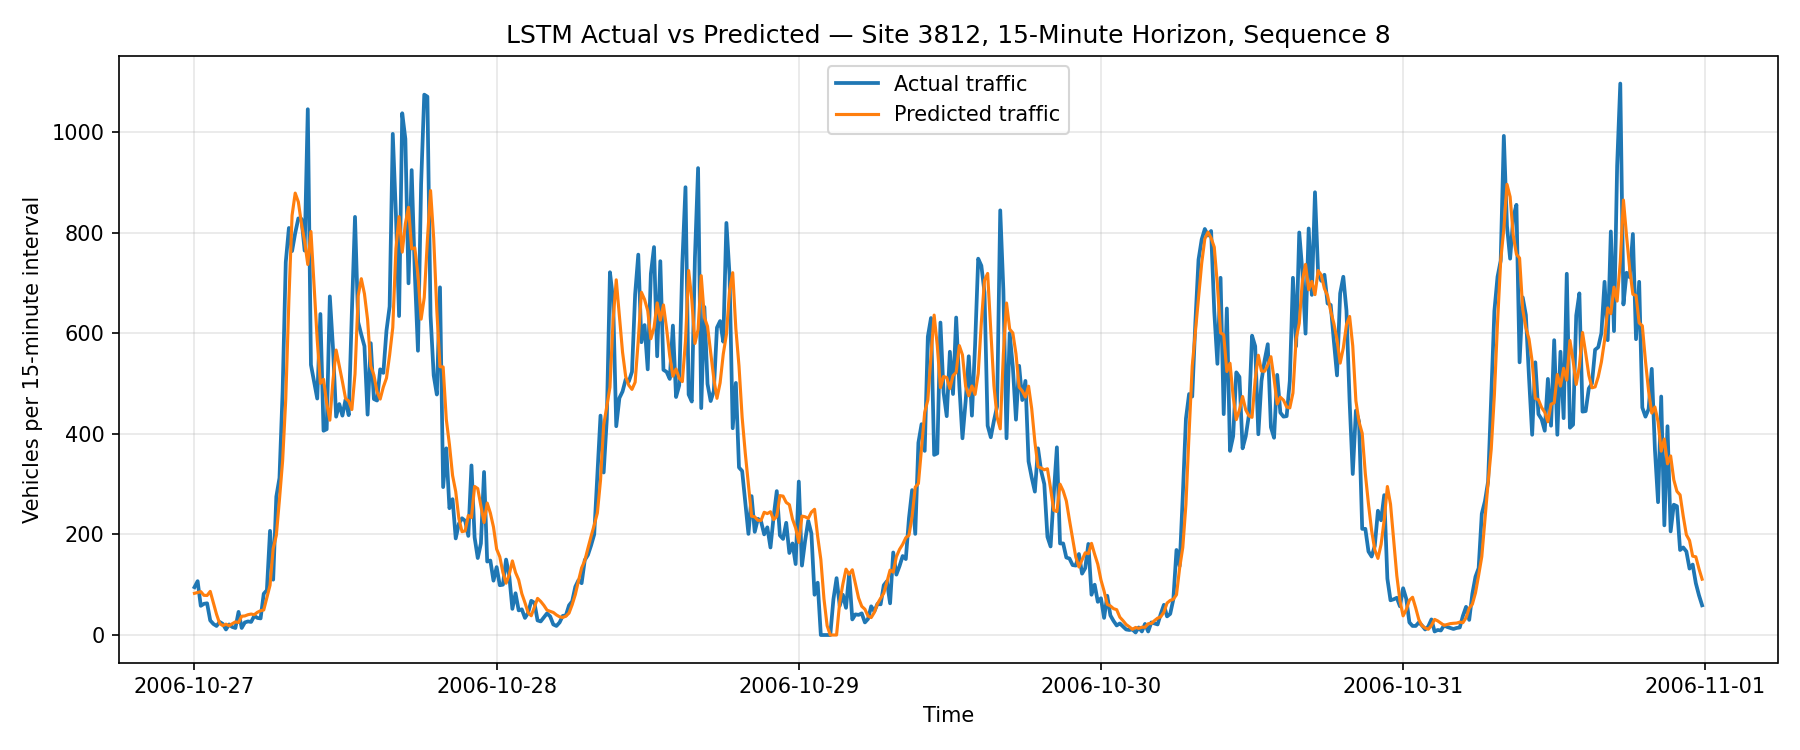 LSTM Actual vs Predicted — Site 3812, 15-Minute Horizon, Sequence 8
Actual traffic
Predicted traffic
Vehicles per 15-minute interval
1000
800
600
400
200
0
2006-10-27 2006-10-28 2006-10-29 2006-10-30 2006-10-31 2006-11-01
Time